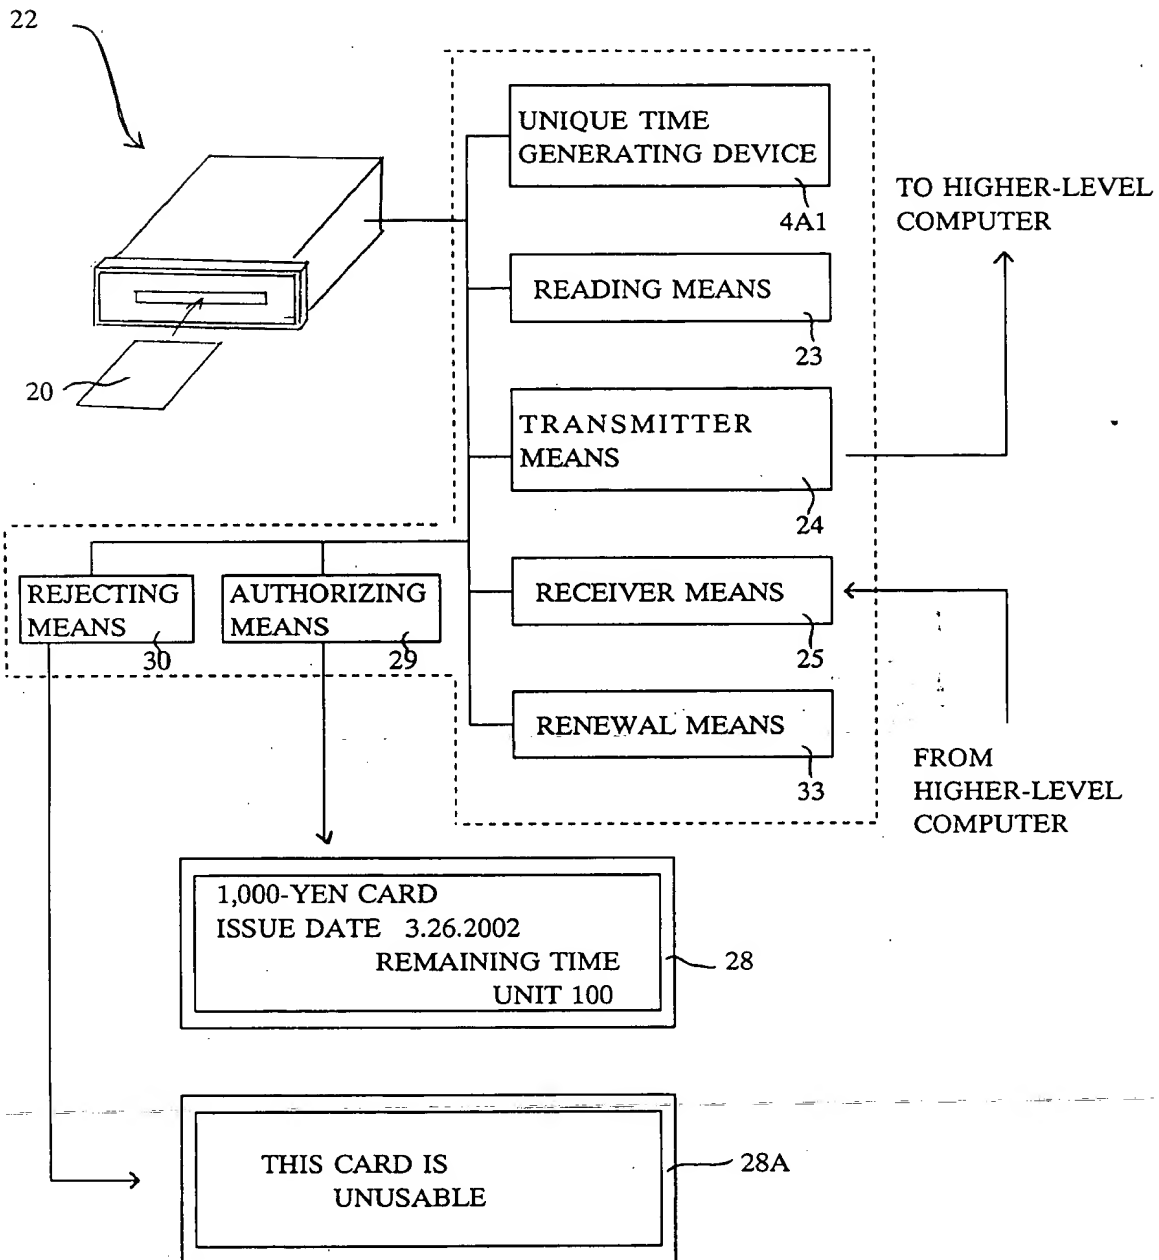 22
UNIQUE TIME
GENERATING DEVICE
4A1
TO HIGHER-LEVEL
COMPUTER
READING MEANS
23
20
TRANSMITTER
MEANS
24
REJECTING
MEANS
30
AUTHORIZING
MEANS
29
RECEIVER MEANS
25
RENEWAL MEANS
33
FROM
HIGHER-LEVEL
COMPUTER
1,000-YEN CARD
ISSUE DATE 3.26.2002
REMAINING TIME
UNIT 100
28
THIS CARD IS
UNUSABLE
28A